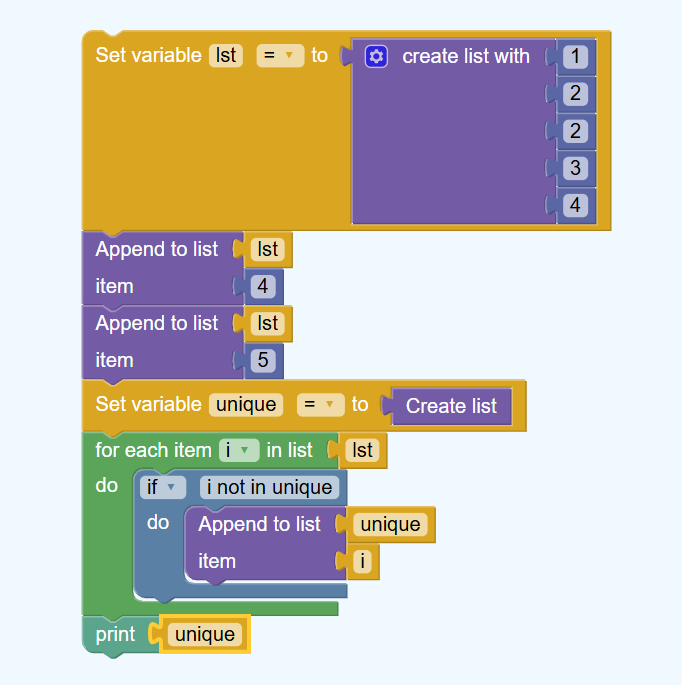 Set variable lst = to create list with 1
2
2
3
4
Append to list lst
item 4
Append to list lst
item 5
Set variable unique = to Create list
for each item i in list lst
do if i not in unique
do Append to list unique
item i
print unique